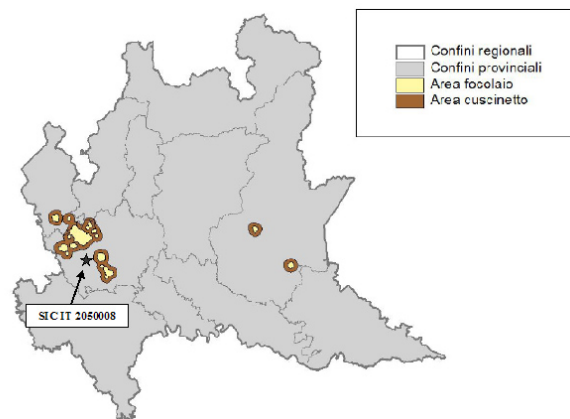 Confini regionali
Confini provinciali
Area focolaio
Area cuscinetto
SIC IT 2050008